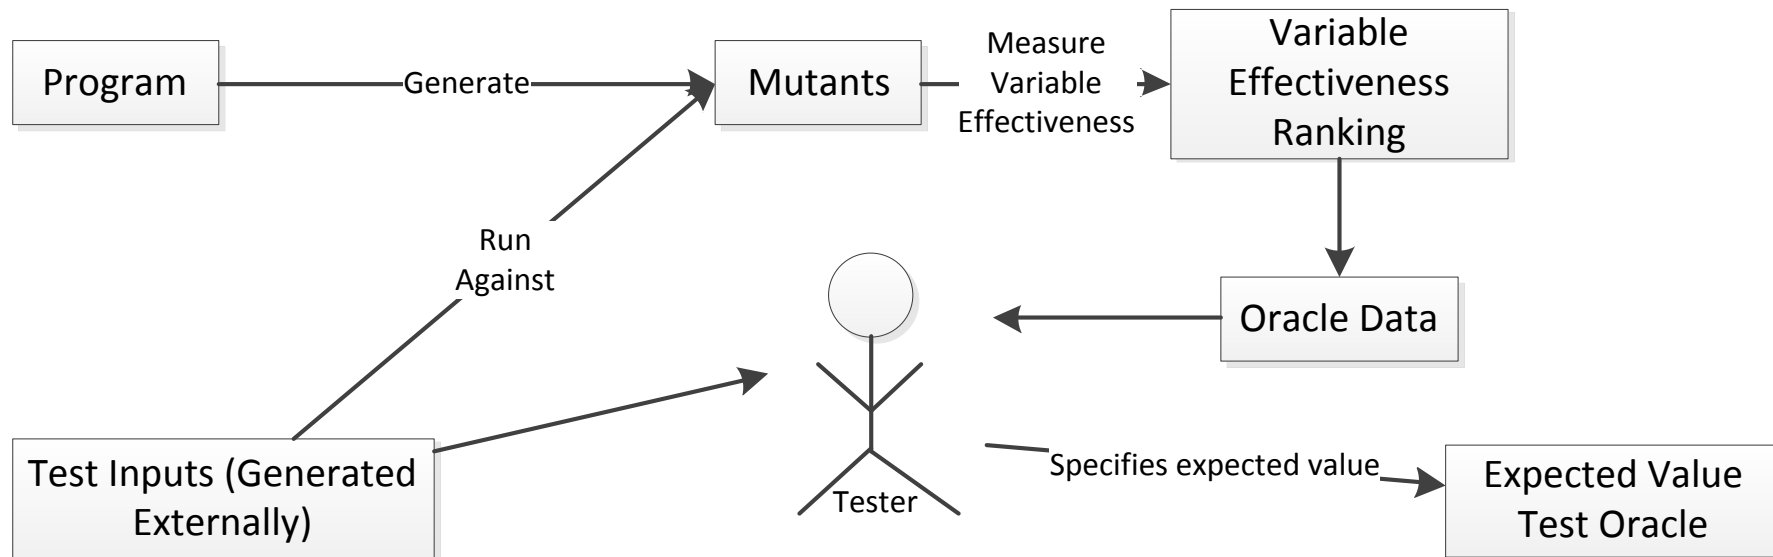 Program
Generate
Mutants
Measure
Variable
Effectiveness
Variable
Effectiveness
Ranking
Run
Against
Oracle Data
Test Inputs (Generated
Externally)
Tester
Specifies expected value
Expected Value
Test Oracle